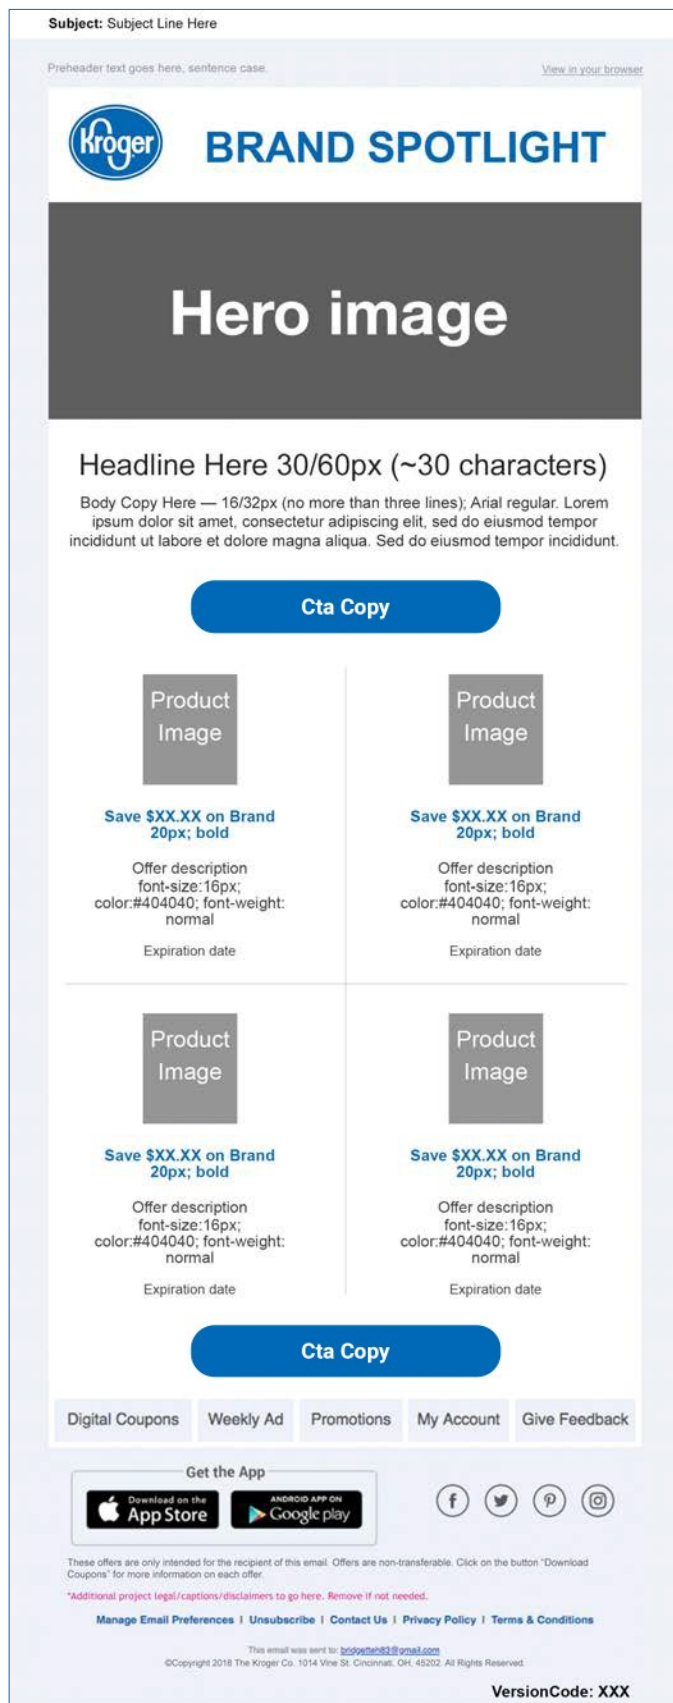 Subject: Subject Line Here
Preheader text goes here, sentence case.
View in your browser
Kroger
BRAND SPOTLIGHT
Hero image
Headline Here 30/60px (~30 characters)
Body Copy Here — 16/32px (no more than three lines); Arial regular. Lorem
ipsum dolor sit amet, consectetur adipiscing elit, sed do eiusmod tempor
incididunt ut labore et dolore magna aliqua. Sed do eiusmod tempor incididunt.
Cta Copy
Product
Image
Save $XX.XX on Brand
20px; bold
Offer description
font-size:16px;
color:#404040; font-weight:
normal
Expiration date
Product
Image
Save $XX.XX on Brand
20px; bold
Offer description
font-size:16px;
color:#404040; font-weight:
normal
Expiration date
Product
Image
Save $XX.XX on Brand
20px; bold
Offer description
font-size:16px;
color:#404040; font-weight:
normal
Expiration date
Product
Image
Save $XX.XX on Brand
20px; bold
Offer description
font-size:16px;
color:#404040; font-weight:
normal
Expiration date
Cta Copy
Digital Coupons Weekly Ad Promotions My Account Give Feedback
Get the App
Download on the
App Store
ANDROID APP ON
Google play
These offers are only intended for the recipient of this email. Offers are non-transferable. Click on the button "Download
Coupons" for more information on each offer.
*Additional project legal/captions/disclaimers to go here. Remove if not needed.
Manage Email Preferences | Unsubscribe | Contact Us | Privacy Policy | Terms & Conditions
This email was sent to: bridgetteh83@gmail.com
©Copyright 2018 The Kroger Co. 1014 Vine St. Cincinnati, OH, 45202. All Rights Reserved.
VersionCode: XXX